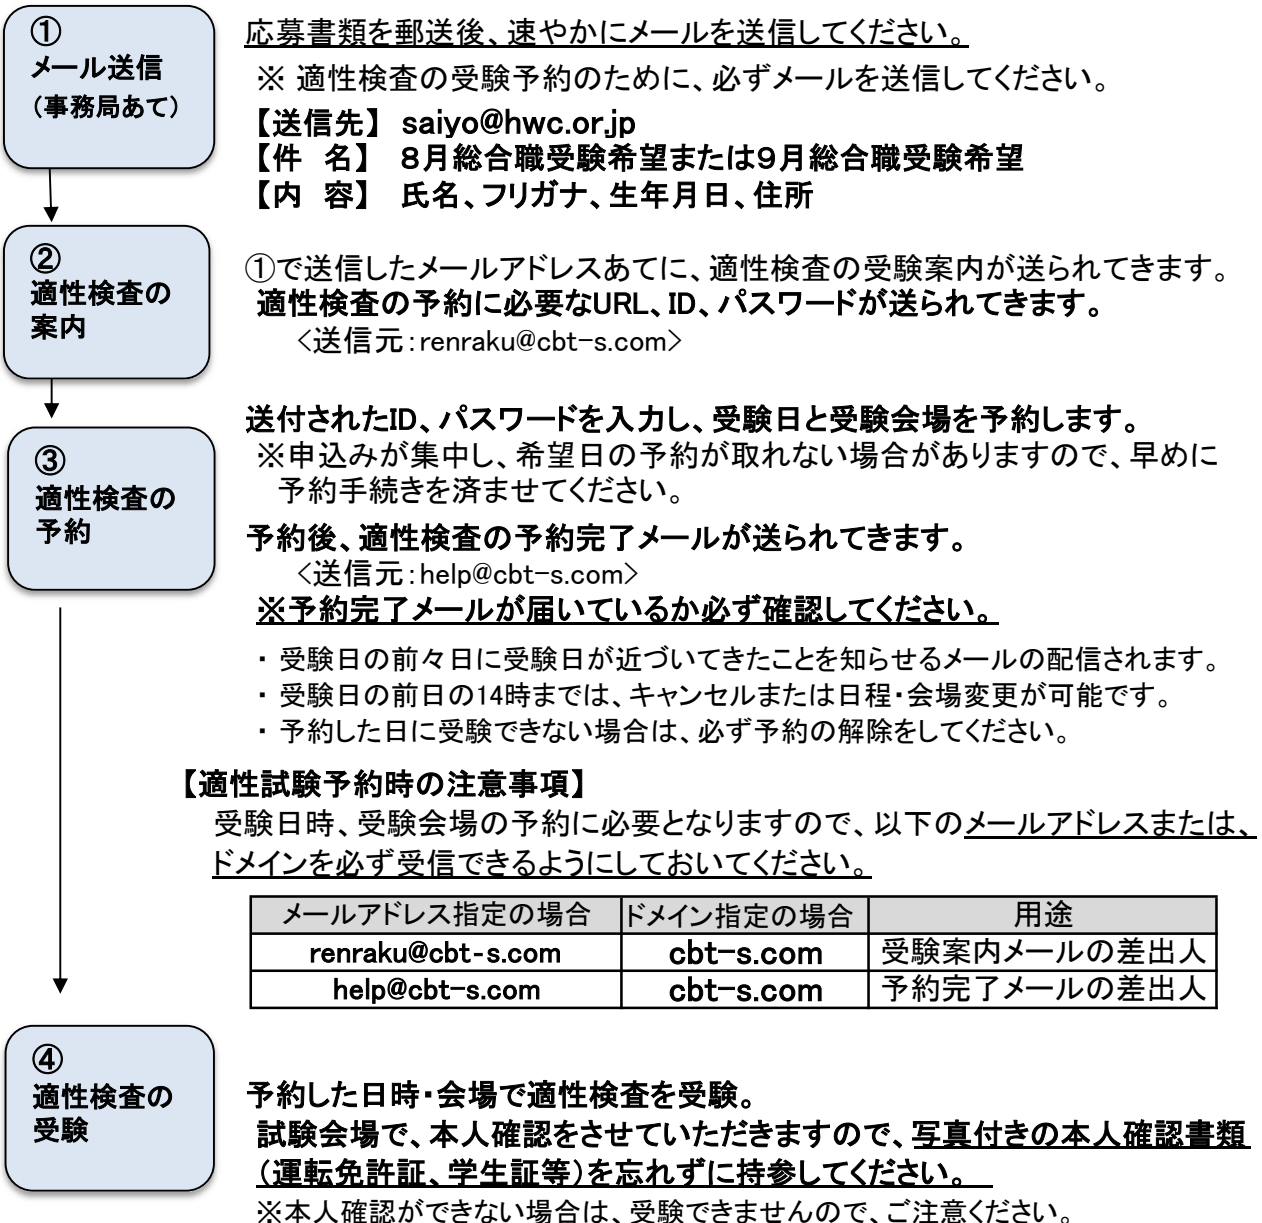 ①
メール送信
（事務局あて）
応募書類を郵送後、速やかにメールを送信してください。
※ 適性検査の受験予約のために、必ずメールを送信してください。
【送信先】 saiyo@hwc.or.jp
【件　名】 ８月総合職受験希望または９月総合職受験希望
【内　容】 氏名、フリガナ、生年月日、住所
②
適性検査の
案内
①で送信したメールアドレスあてに、適性検査の受験案内が送られてきます。
適性検査の予約に必要なURL、ID、パスワードが送られてきます。
＜送信元：renraku@cbt-s.com＞
③
適性検査の
予約
送付されたID、パスワードを入力し、受験日と受験会場を予約します。
※申込みが集中し、希望日の予約が取れない場合がありますので、早めに
予約手続きを済ませてください。
予約後、適性検査の予約完了メールが送られてきます。
＜送信元：help@cbt-s.com＞
※予約完了メールが届いているか必ず確認してください。
・ 受験日の前々日に受験日が近づいてきたことを知らせるメールの配信されます。
・ 受験日の前日の14時までは、キャンセルまたは日程・会場変更が可能です。
・ 予約した日に受験できない場合は、必ず予約の解除をしてください。
【適性試験予約時の注意事項】
受験日時、受験会場の予約に必要となりますので、以下のメールアドレスまたは、
ドメインを必ず受信できるようにしておいてください。
メールアドレス指定の場合 ドメイン指定の場合 用途
renraku@cbt-s.com cbt-s.com 受験案内メールの差出人
help@cbt-s.com cbt-s.com 予約完了メールの差出人
④
適性検査の
受験
予約した日時・会場で適性検査を受験。
試験会場で、本人確認をさせていただきますので、写真付きの本人確認書類
（運転免許証、学生証等）を忘れずに持参してください。
※本人確認ができない場合は、受験できませんので、ご注意ください。